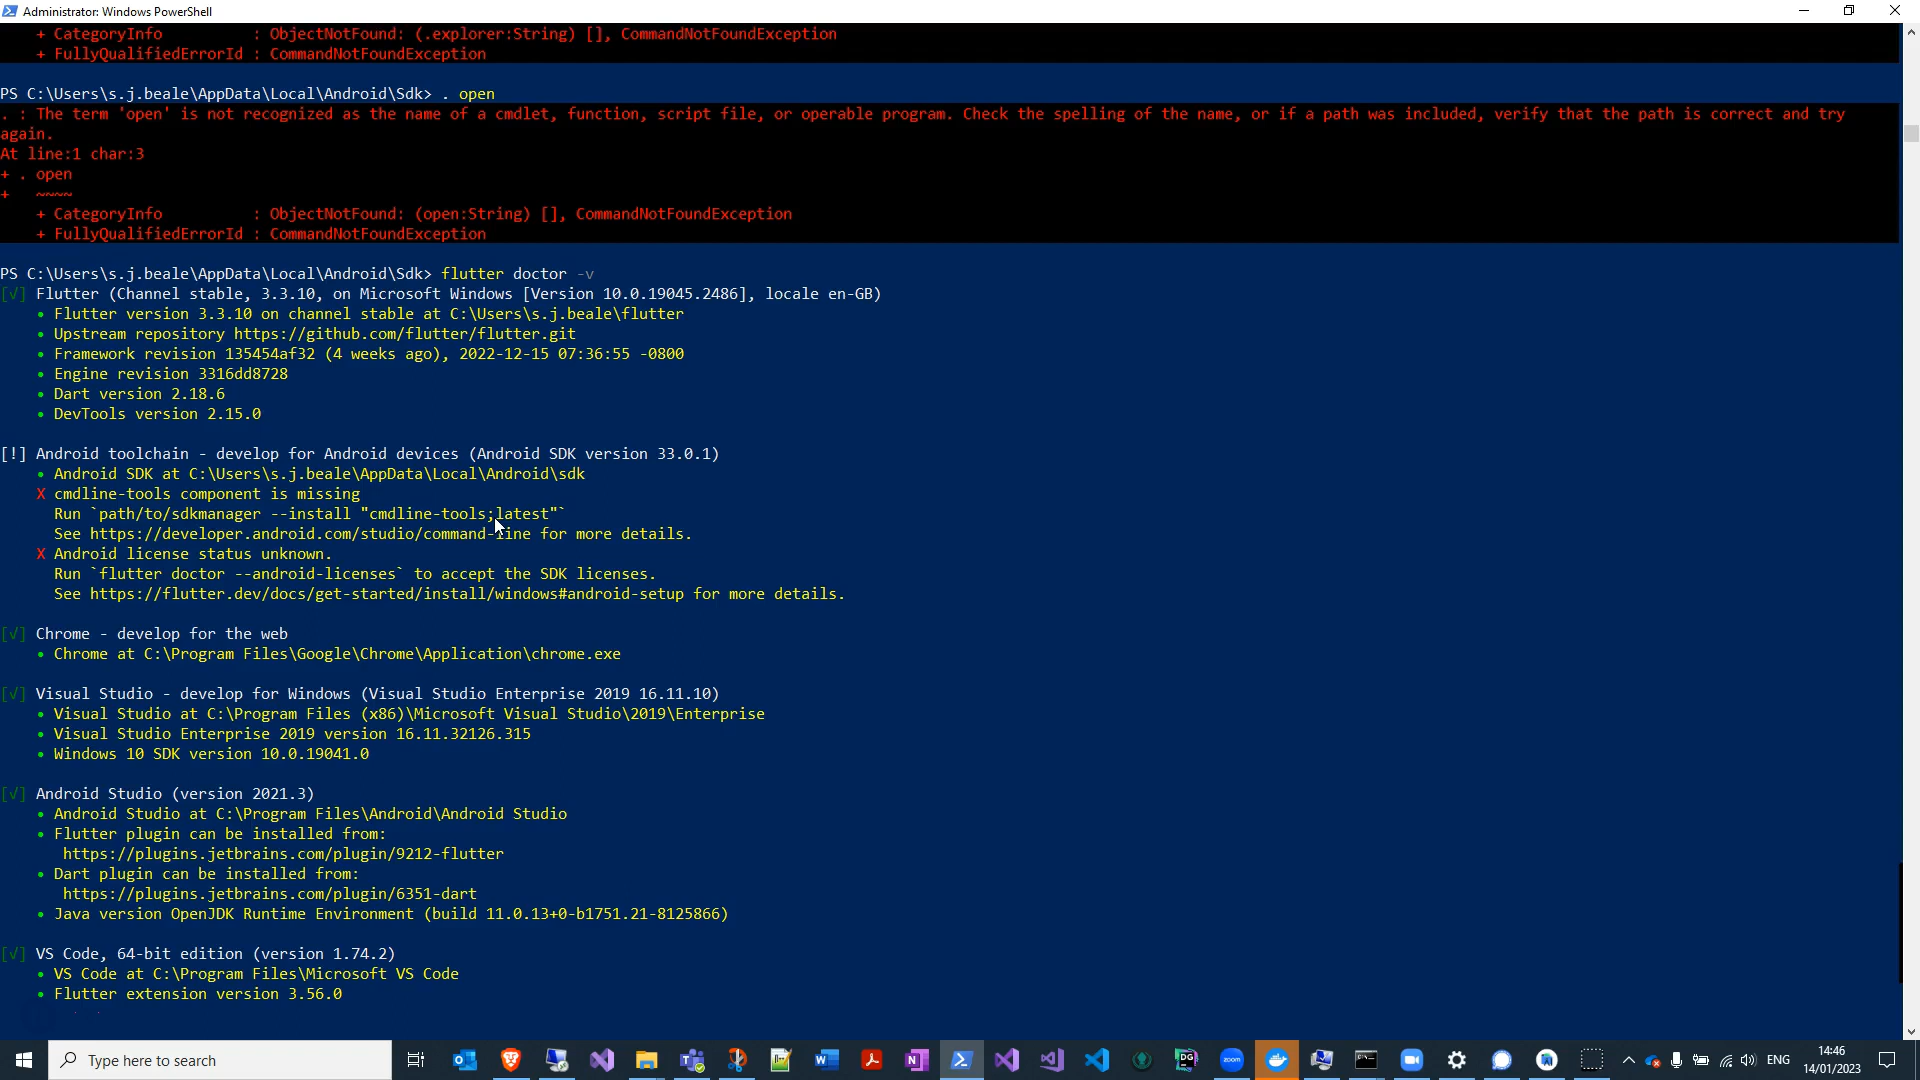 Administrator: Windows PowerShell
+ CategoryInfo : ObjectNotFound: (.explorer:String) [], CommandNotFoundException
+ FullyQualifiedErrorId : CommandNotFoundException
PS C:\Users\s.j.beale\AppData\Local\Android\Sdk> . open
. : The term 'open' is not recognized as the name of a cmdlet, function, script file, or operable program. Check the spelling of the name, or if a path was included, verify that the path is correct and try
again.
At line:1 char:3
+ . open
+ ~~~~
+ CategoryInfo : ObjectNotFound: (open:String) [], CommandNotFoundException
+ FullyQualifiedErrorId : CommandNotFoundException
PS C:\Users\s.j.beale\AppData\Local\Android\Sdk> flutter doctor -v
[√] Flutter (Channel stable, 3.3.10, on Microsoft Windows [Version 10.0.19045.2486], locale en-GB)
• Flutter version 3.3.10 on channel stable at C:\Users\s.j.beale\flutter
• Upstream repository https://github.com/flutter/flutter.git
• Framework revision 135454af32 (4 weeks ago), 2022-12-15 07:36:55 -0800
• Engine revision 3316dd8728
• Dart version 2.18.6
• DevTools version 2.15.0
[!] Android toolchain - develop for Android devices (Android SDK version 33.0.1)
• Android SDK at C:\Users\s.j.beale\AppData\Local\Android\sdk
X cmdline-tools component is missing
Run `path/to/sdkmanager --install "cmdline-tools;latest"`
See https://developer.android.com/studio/command-line for more details.
X Android license status unknown.
Run `flutter doctor --android-licenses` to accept the SDK licenses.
See https://flutter.dev/docs/get-started/install/windows#android-setup for more details.
[√] Chrome - develop for the web
• Chrome at C:\Program Files\Google\Chrome\Application\chrome.exe
[√] Visual Studio - develop for Windows (Visual Studio Enterprise 2019 16.11.10)
• Visual Studio at C:\Program Files (x86)\Microsoft Visual Studio\2019\Enterprise
• Visual Studio Enterprise 2019 version 16.11.32126.315
• Windows 10 SDK version 10.0.19041.0
[√] Android Studio (version 2021.3)
• Android Studio at C:\Program Files\Android\Android Studio
• Flutter plugin can be installed from:
https://plugins.jetbrains.com/plugin/9212-flutter
• Dart plugin can be installed from:
https://plugins.jetbrains.com/plugin/6351-dart
• Java version OpenJDK Runtime Environment (build 11.0.13+0-b1751.21-8125866)
[√] VS Code, 64-bit edition (version 1.74.2)
• VS Code at C:\Program Files\Microsoft VS Code
• Flutter extension version 3.56.0
Type here to search
DG
zoom
ENG
14:46
14/01/2023